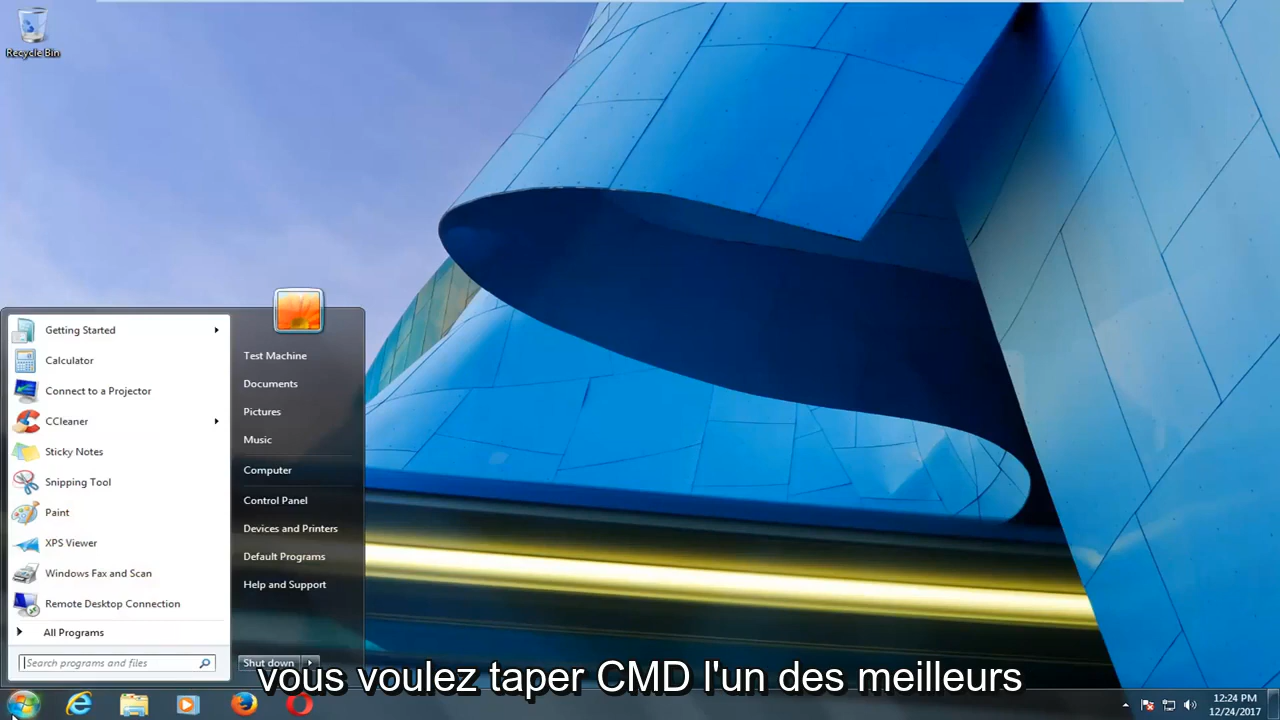 Recycle Bin
Getting Started
Calculator
Connect to a Projector
CCleaner
Sticky Notes
Snipping Tool
Paint
XPS Viewer
Windows Fax and Scan
Remote Desktop Connection
All Programs
Search programs and files
Test Machine
Documents
Pictures
Music
Computer
Control Panel
Devices and Printers
Default Programs
Help and Support
Shut down
vous voulez taper CMD l'un des meilleurs
12:24 PM
12/24/2017